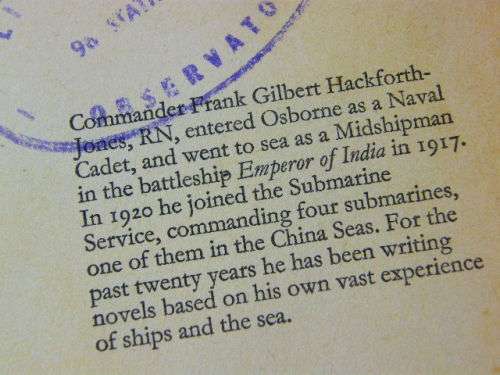 98 STATI
OBSERVATO
Commander Frank Gilbert Hackforth-
Jones, RN, entered Osborne as a Naval
Cadet, and went to sea as a Midshipman
in the battleship Emperor of India in 1917.
In 1920 he joined the Submarine
Service, commanding four submarines,
one of them in the China Seas. For the
past twenty years he has been writing
novels based on his own vast experience
of ships and the sea.